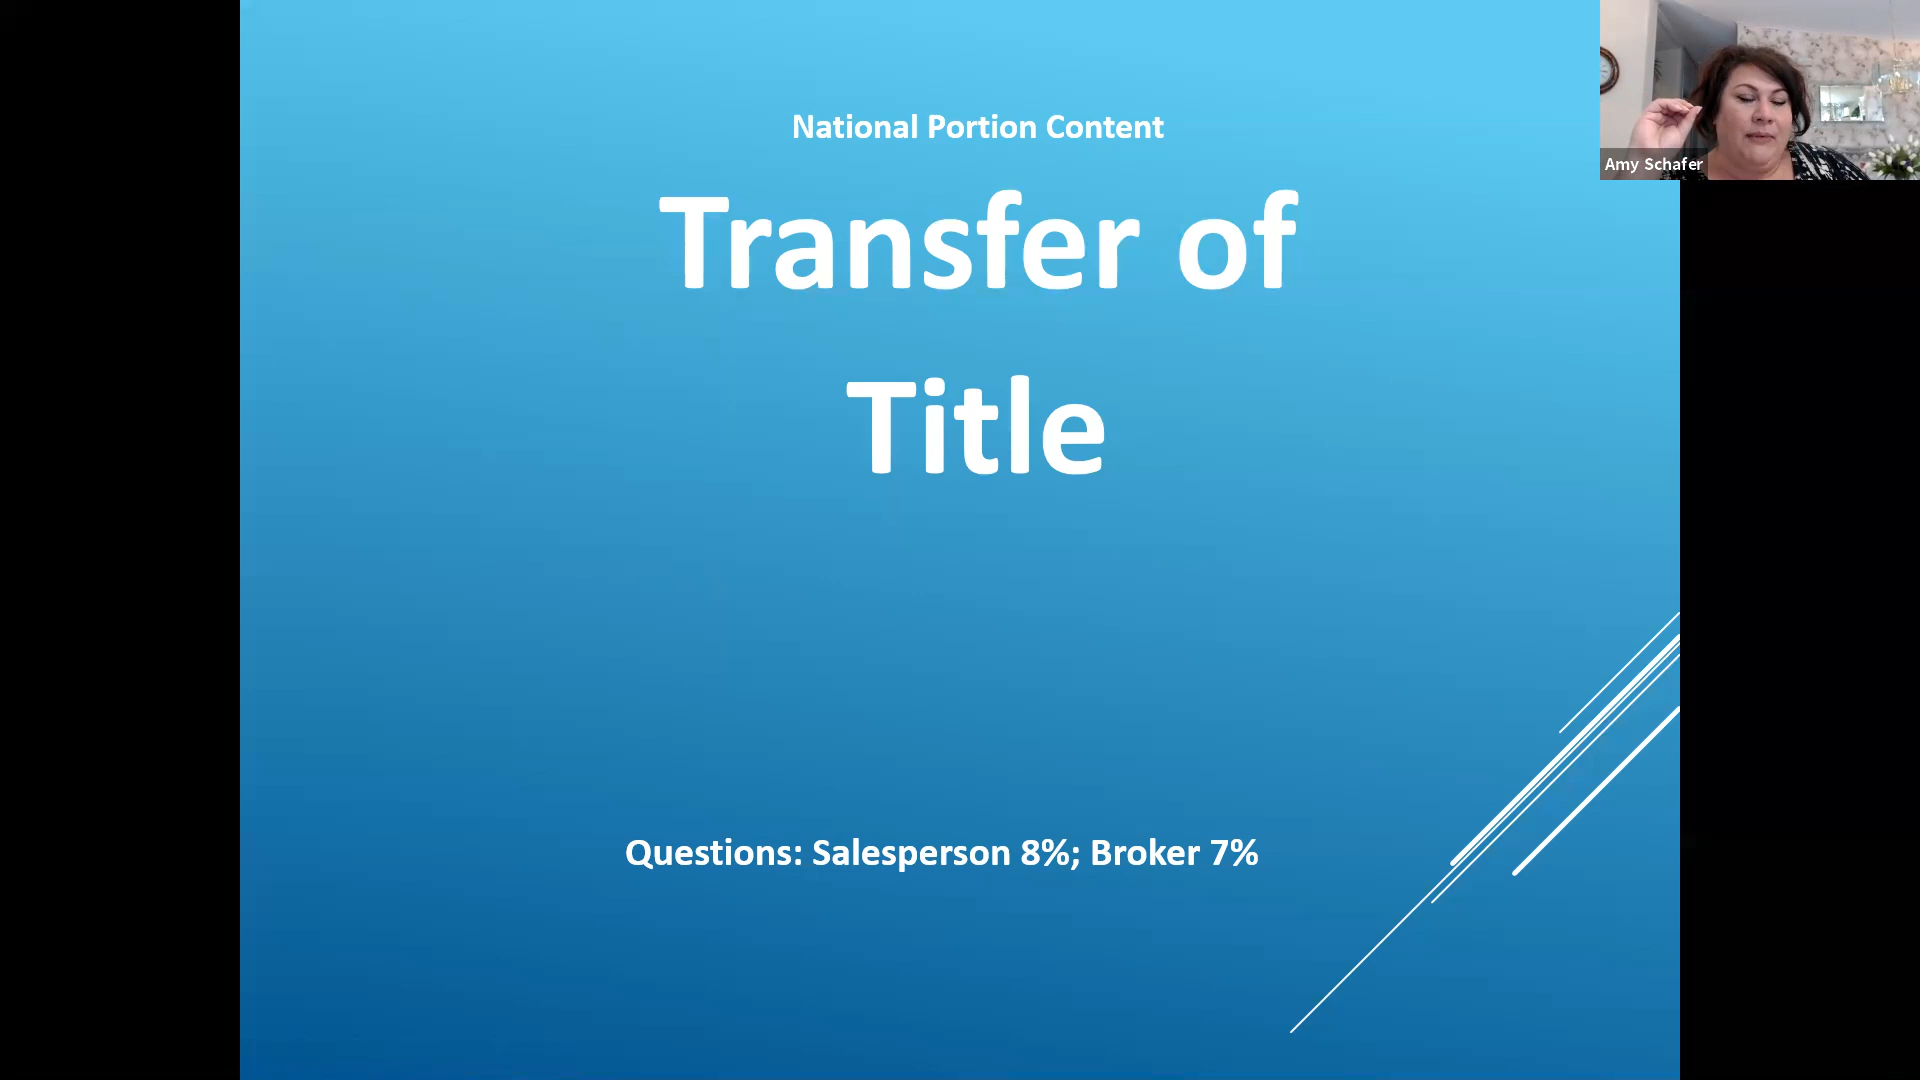 National Portion Content
Transfer of
Title
Questions: Salesperson 8%; Broker 7%
Amy Schafer